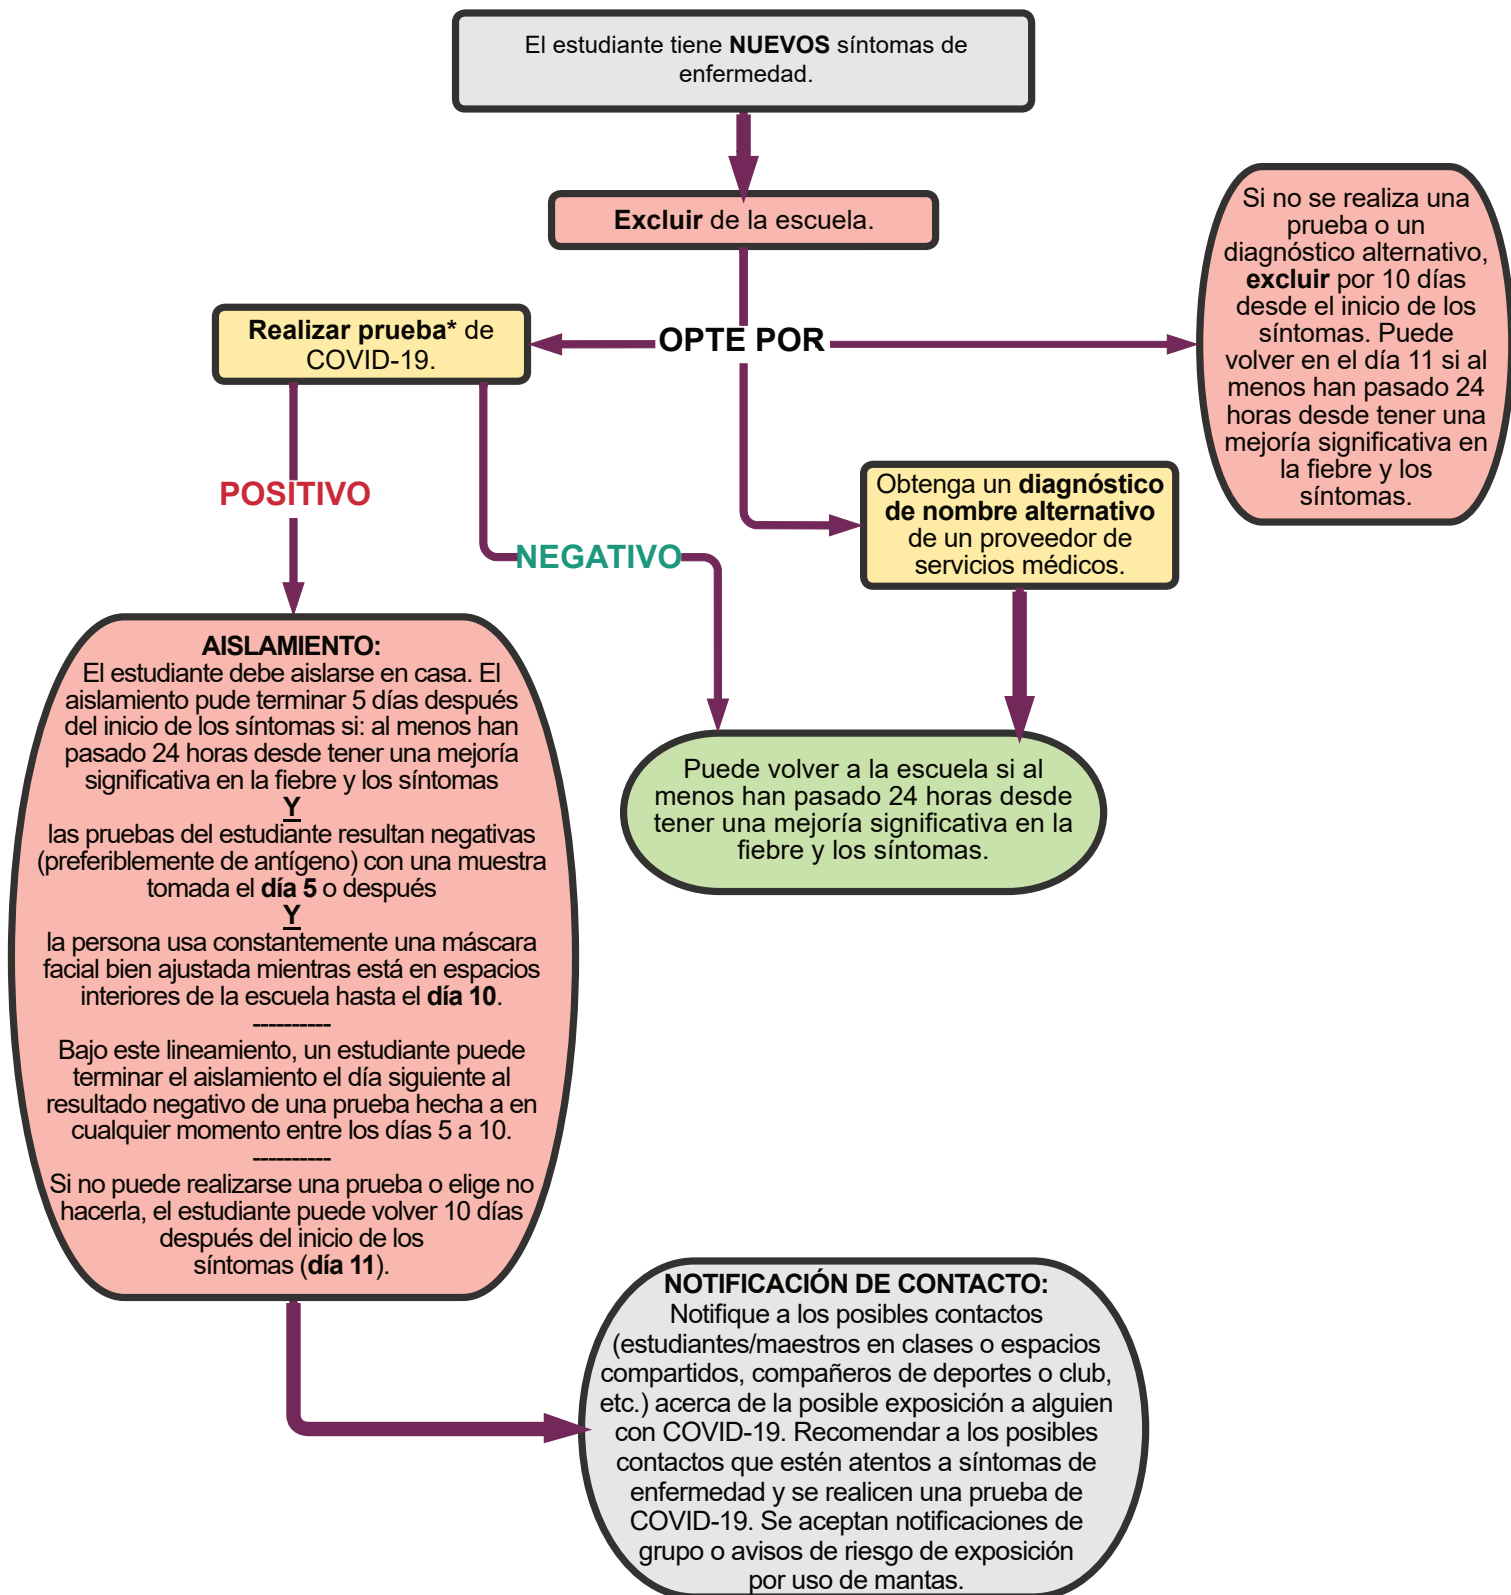 El estudiante tiene NUEVOS síntomas de
enfermedad.
Excluir de la escuela.
Si no se realiza una
prueba o un
diagnóstico alternativo,
excluir por 10 días
desde el inicio de los
síntomas. Puede
volver en el día 11 si al
menos han pasado 24
horas desde tener una
mejoría significativa en
la fiebre y los
síntomas.
Realizar prueba* de
COVID-19.
OPTE POR
POSITIVO
NEGATIVO
Obtenga un diagnóstico
de nombre alternativo
de un proveedor de
servicios médicos.
AISLAMIENTO:
El estudiante debe aislarse en casa. El
aislamiento pude terminar 5 días después
del inicio de los síntomas si: al menos han
pasado 24 horas desde tener una mejoría
significativa en la fiebre y los síntomas
Y
las pruebas del estudiante resultan negativas
(preferiblemente de antígeno) con una muestra
tomada el día 5 o después
Y
la persona usa constantemente una máscara
facial bien ajustada mientras está en espacios
interiores de la escuela hasta el día 10.
----------
Bajo este lineamiento, un estudiante puede
terminar el aislamiento el día siguiente al
resultado negativo de una prueba hecha a en
cualquier momento entre los días 5 a 10.
----------
Si no puede realizarse una prueba o elige no
hacerla, el estudiante puede volver 10 días
después del inicio de los
síntomas (día 11).
Puede volver a la escuela si al
menos han pasado 24 horas desde
tener una mejoría significativa en la
fiebre y los síntomas.
NOTIFICACIÓN DE CONTACTO:
Notifique a los posibles contactos
(estudiantes/maestros en clases o espacios
compartidos, compañeros de deportes o club,
etc.) acerca de la posible exposición a alguien
con COVID-19. Recomendar a los posibles
contactos que estén atentos a síntomas de
enfermedad y se realicen una prueba de
COVID-19. Se aceptan notificaciones de
grupo o avisos de riesgo de exposición
por uso de mantas.